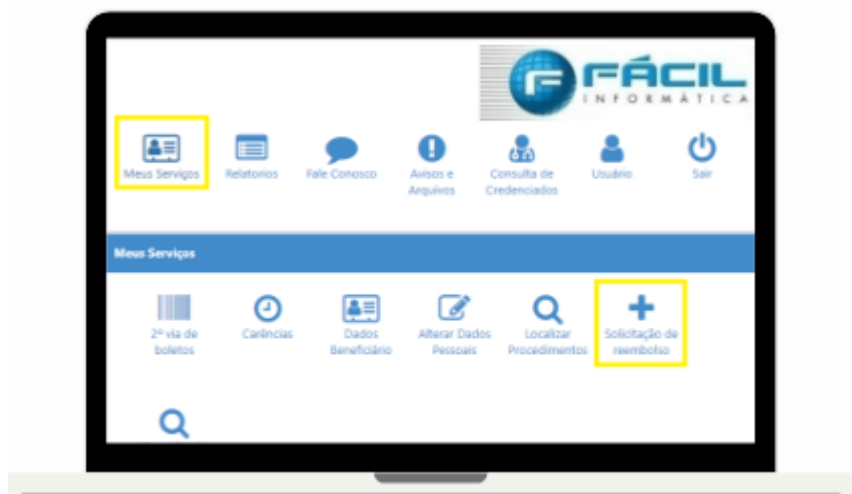 FÁCIL
INFORMÁTICA
Meus Serviços
Relatorios
Fale Conosco
Avisos e
Arquivos
Consulta de
Credenciados
Usuário
Sair
Meus Serviços
2ª via de
boletos
Carências
Dados
Beneficiário
Alterar Dados
Pessoais
Localizar
Procedimentos
Solicitação de
reembolso